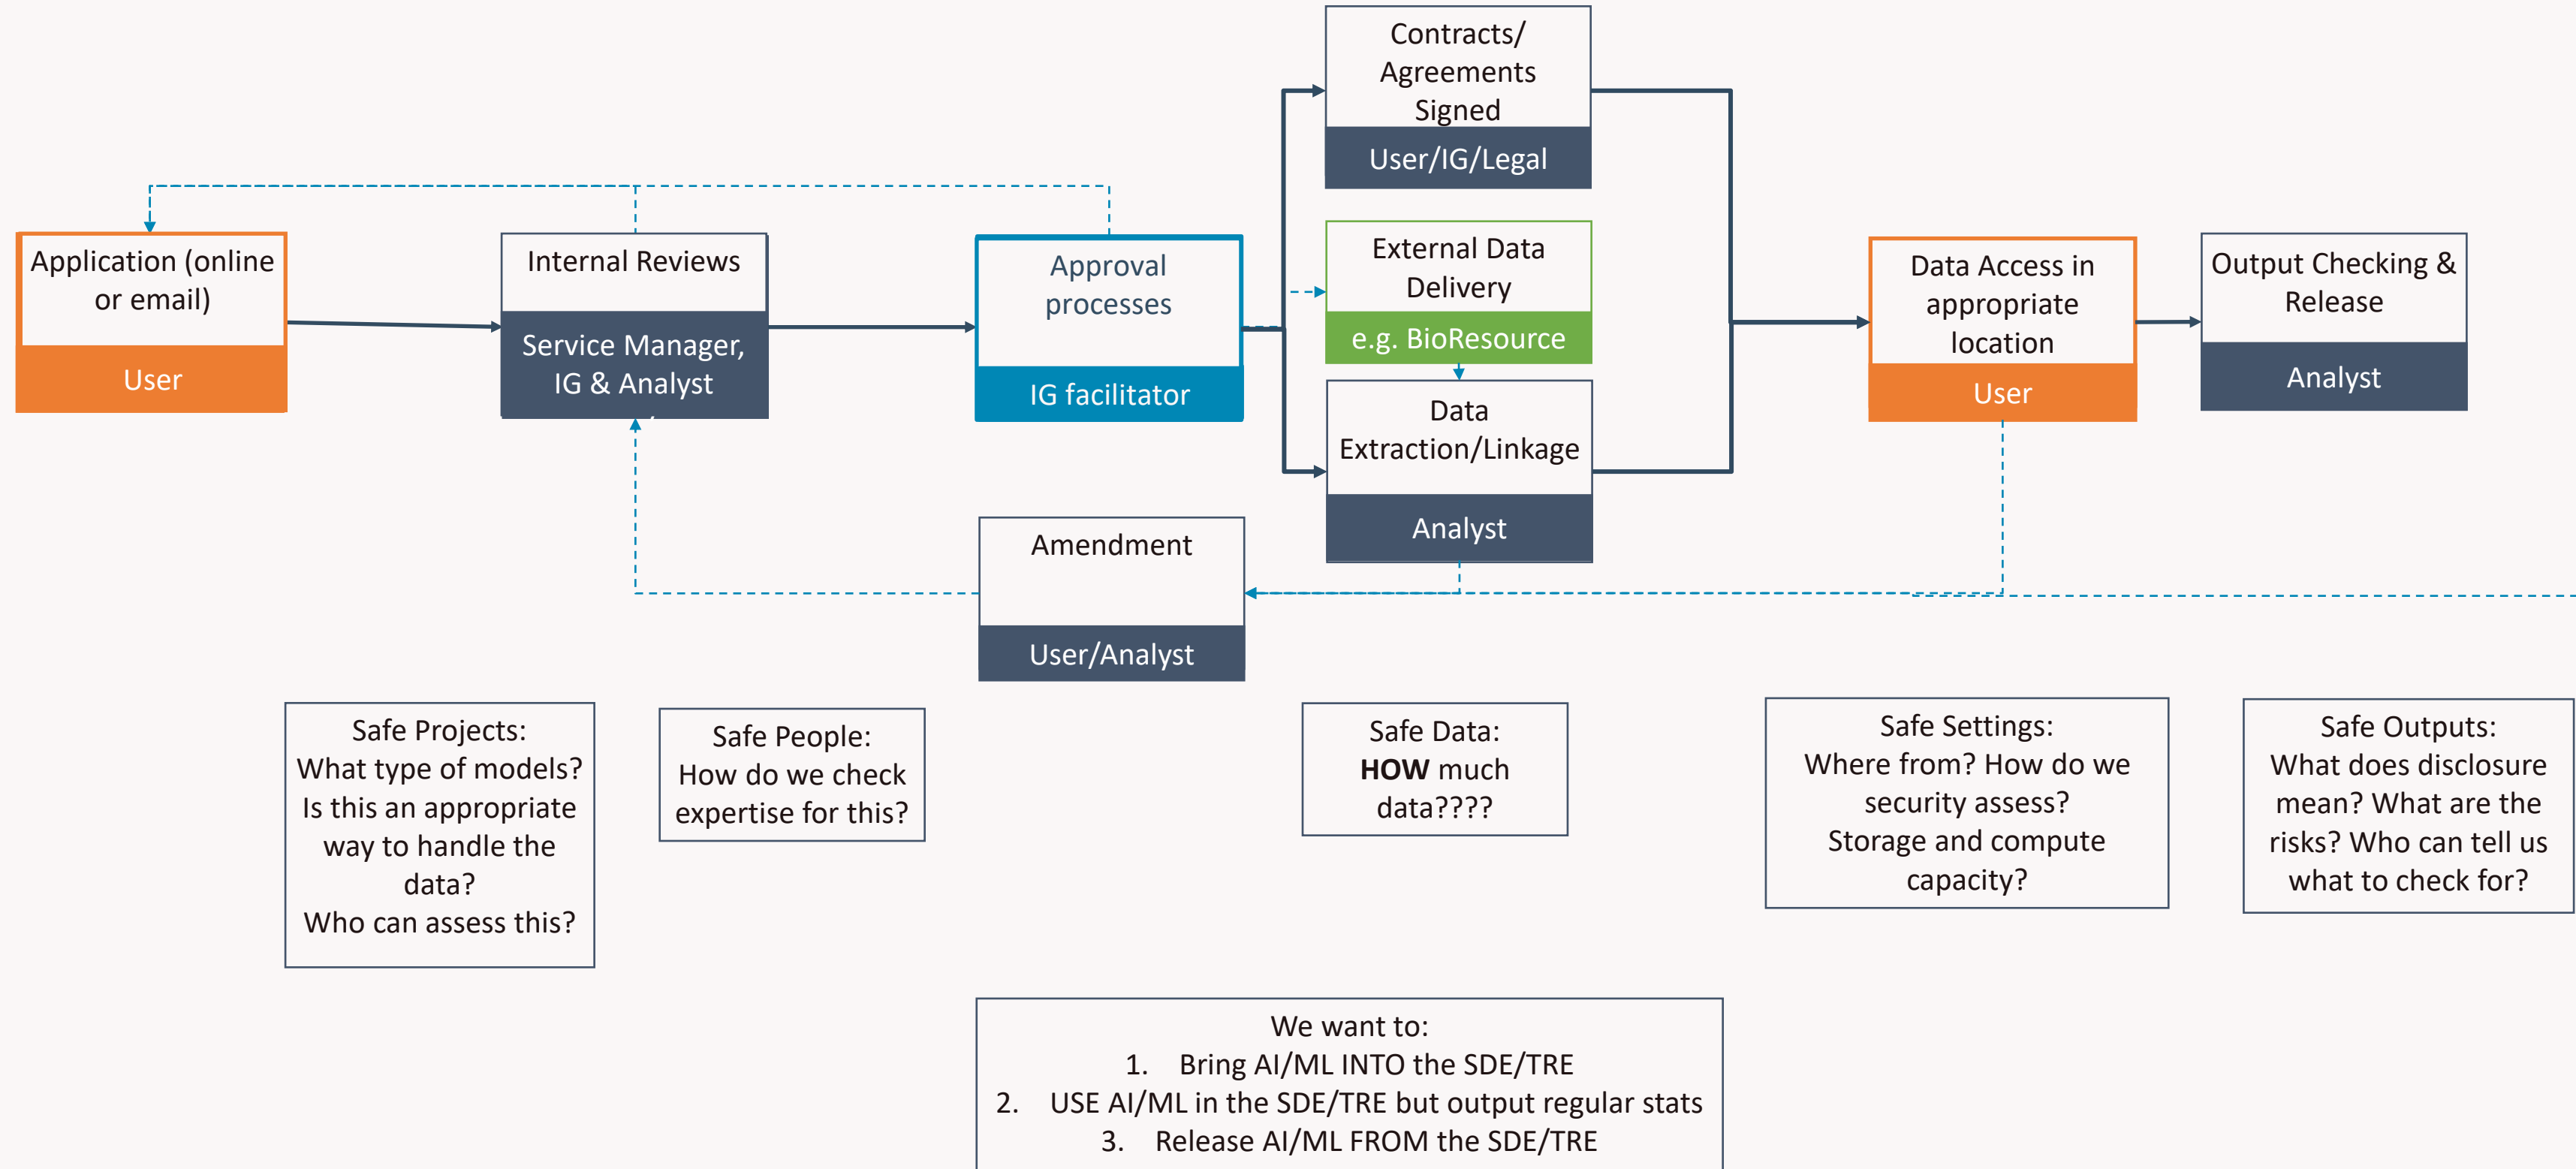 Contracts/
Agreements
Signed
User/IG/Legal
Application (online
or email)
User
Internal Reviews
Service Manager,
IG & Analyst
Approval
processes
IG facilitator
External Data
Delivery
e.g. BioResource
Data
Extraction/Linkage
Analyst
Data Access in
appropriate
location
User
Output Checking &
Release
Analyst
Amendment
User/Analyst
Safe Projects:
What type of models?
Is this an appropriate
way to handle the
data?
Who can assess this?
Safe People:
How do we check
expertise for this?
Safe Data:
HOW much
data????
Safe Settings:
Where from? How do we
security assess?
Storage and compute
capacity?
Safe Outputs:
What does disclosure
mean? What are the
risks? Who can tell us
what to check for?
We want to:
1. Bring AI/ML INTO the SDE/TRE
2. USE AI/ML in the SDE/TRE but output regular stats
3. Release AI/ML FROM the SDE/TRE